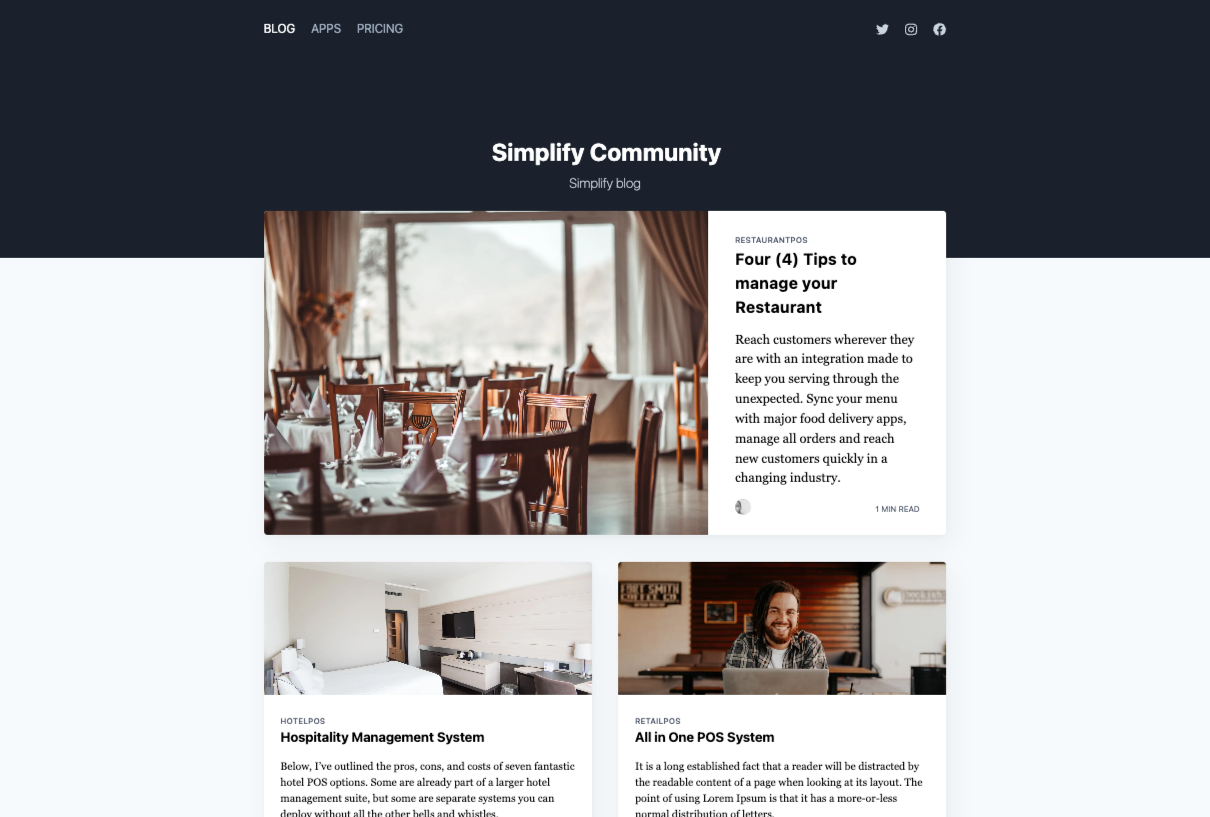 BLOG APPS PRICING
Simplify Community
Simplify blog
RESTAURANTPOS
Four (4) Tips to
manage your
Restaurant
Reach customers wherever they
are with an integration made to
keep you serving through the
unexpected. Sync your menu
with major food delivery apps,
manage all orders and reach
new customers quickly in a
changing industry.
1 MIN READ
FORT SMITH
COFFEE CO.
HOTELPOS
Hospitality Management System
Below, I've outlined the pros, cons, and costs of seven fantastic
hotel POS options. Some are already part of a larger hotel
management suite, but some are separate systems you can
deploy without all the other bells and whistles.
RETAILPOS
All in One POS System
It is a long established fact that a reader will be distracted by
the readable content of a page when looking at its layout. The
point of using Lorem Ipsum is that it has a more-or-less
normal distribution of letters.